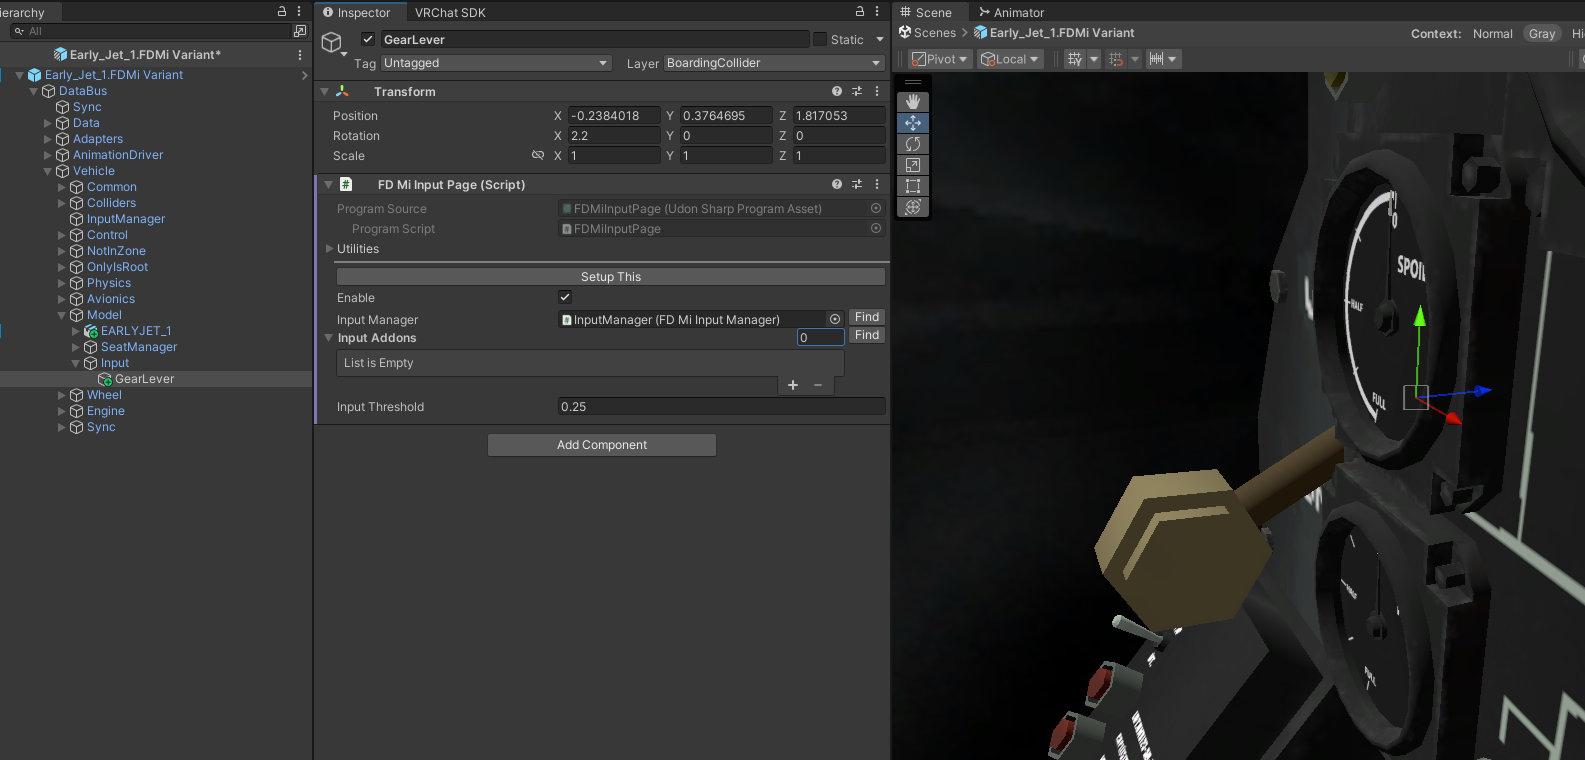 ierarchy
All
Early_Jet_1.FDMi Variant*
Early_Jet_1.FDMi Variant
DataBus
Sync
Data
Adapters
AnimationDriver
Vehicle
Common
Colliders
InputManager
Control
NotInZone
OnlyIsRoot
Physics
Avionics
Model
EARLYJET_1
SeatManager
Input
GearLever
Wheel
Engine
Sync
Inspector VRChat SDK
GearLever Static
Tag Untagged Layer BoardingCollider
Transform
Position X -0.2384018 Y 0.3764695 Z 1.817053
Rotation X 2.2 Y 0 Z 0
Scale X 1 Y 1 Z 1
# FD Mi Input Page (Script)
Program Source FDMiInputPage (Udon Sharp Program Asset)
Program Script FDMiInputPage
Utilities
Setup This
Enable
Input Manager InputManager (FD Mi Input Manager) Find
Input Addons 0 Find
List is Empty
+ −
Input Threshold 0.25
Add Component
Scene Animator
Scenes Early_Jet_1.FDMi Variant Context: Normal Gray Hi
Pivot Local
0
SPOIL
HALF
FULL
HALF
FULL